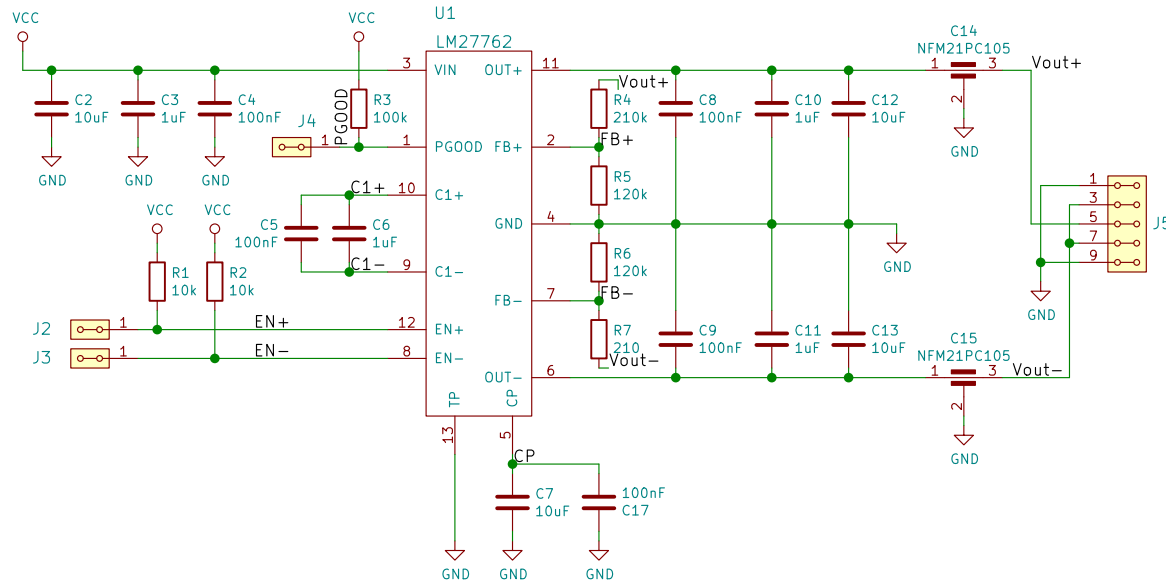 U1
LM27762
VCC
VCC
C14
NFM21PC105
3 VIN
OUT+ 11
1 3
Vout+
Vout+
C2
10uF
C3
1uF
C4
100nF
PGOOD
R3
100k
R4
210k
C8
100nF
C10
1uF
C12
10uF
2
J4
1
1 PGOOD
FB+ 2
FB+
GND
GND
GND
GND
R5
120k
10 C1+
C1+
1
3
5
7
9
J5
VCC
VCC
C5
100nF
C6
1uF
GND 4
GND
9 C1-
C1-
R1
10k
R2
10k
R6
120k
FB- 7
FB-
GND
J2
1
EN+
12 EN+
J3
1
EN-
8 EN-
R7
210
Vout-
C9
100nF
C11
1uF
C13
10uF
C15
NFM21PC105
OUT- 6
1 3
Vout-
2
GND
TP
CP
13
5
CP
C7
10uF
100nF
C17
GND
GND
GND